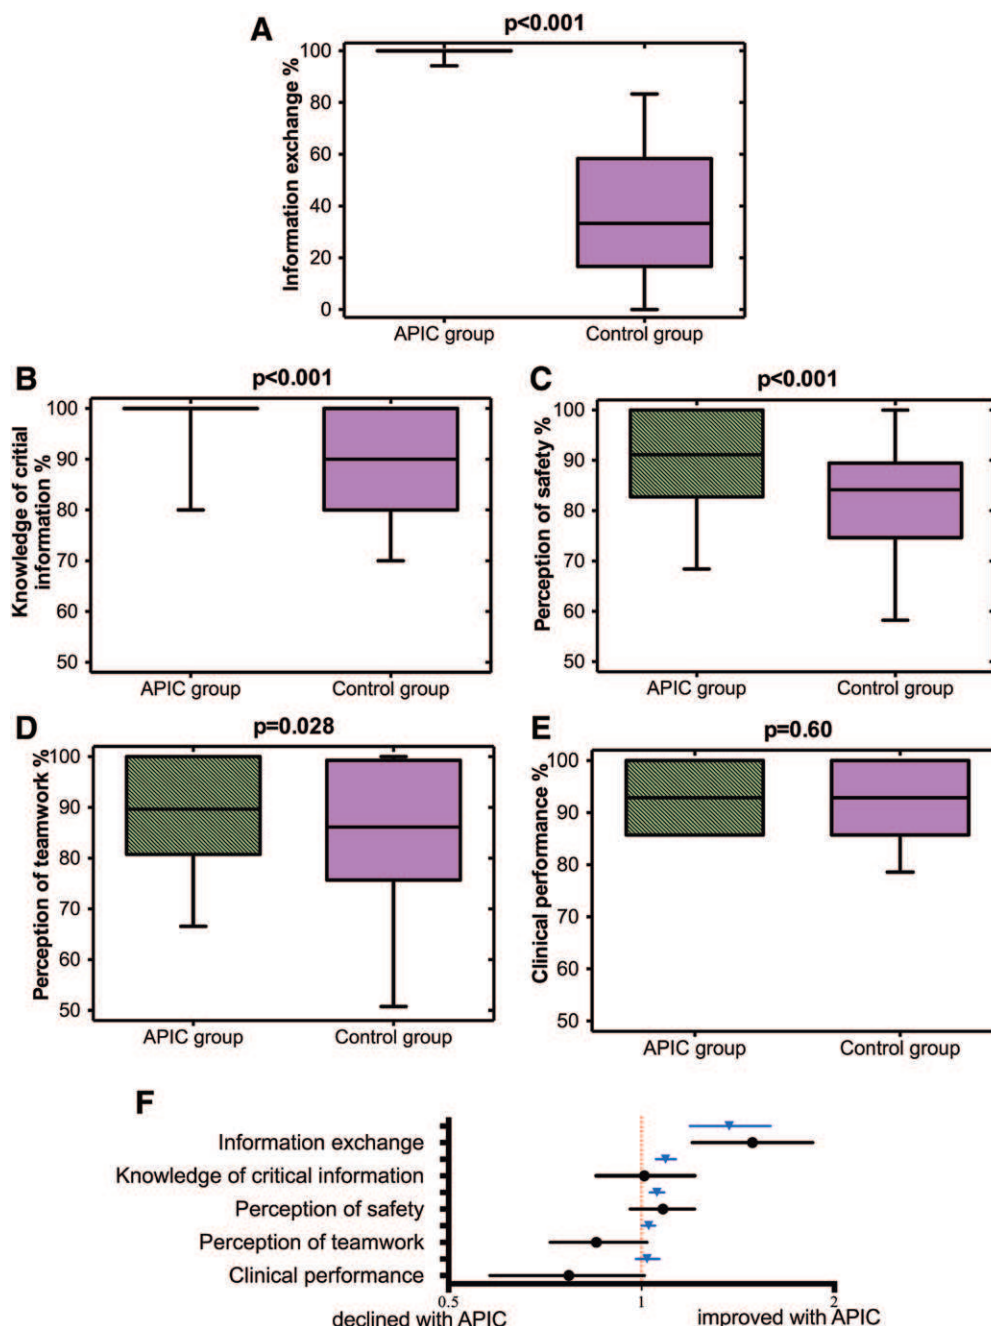 A
p<0.001
Information exchange %
100
80
60
40
20
0
APIC group
Control group
B
p<0.001
Knowledge of critial
information %
100
90
80
70
60
50
APIC group
Control group
C
p<0.001
Perception of safety %
100
90
80
70
60
50
APIC group
Control group
D
p=0.028
Perception of teamwork %
100
90
80
70
60
50
APIC group
Control group
E
p=0.60
Clinical performance %
100
90
80
70
60
50
APIC group
Control group
F
Information exchange
Knowledge of critical information
Perception of safety
Perception of teamwork
Clinical performance
0.5
1
2
declined with APIC
improved with APIC